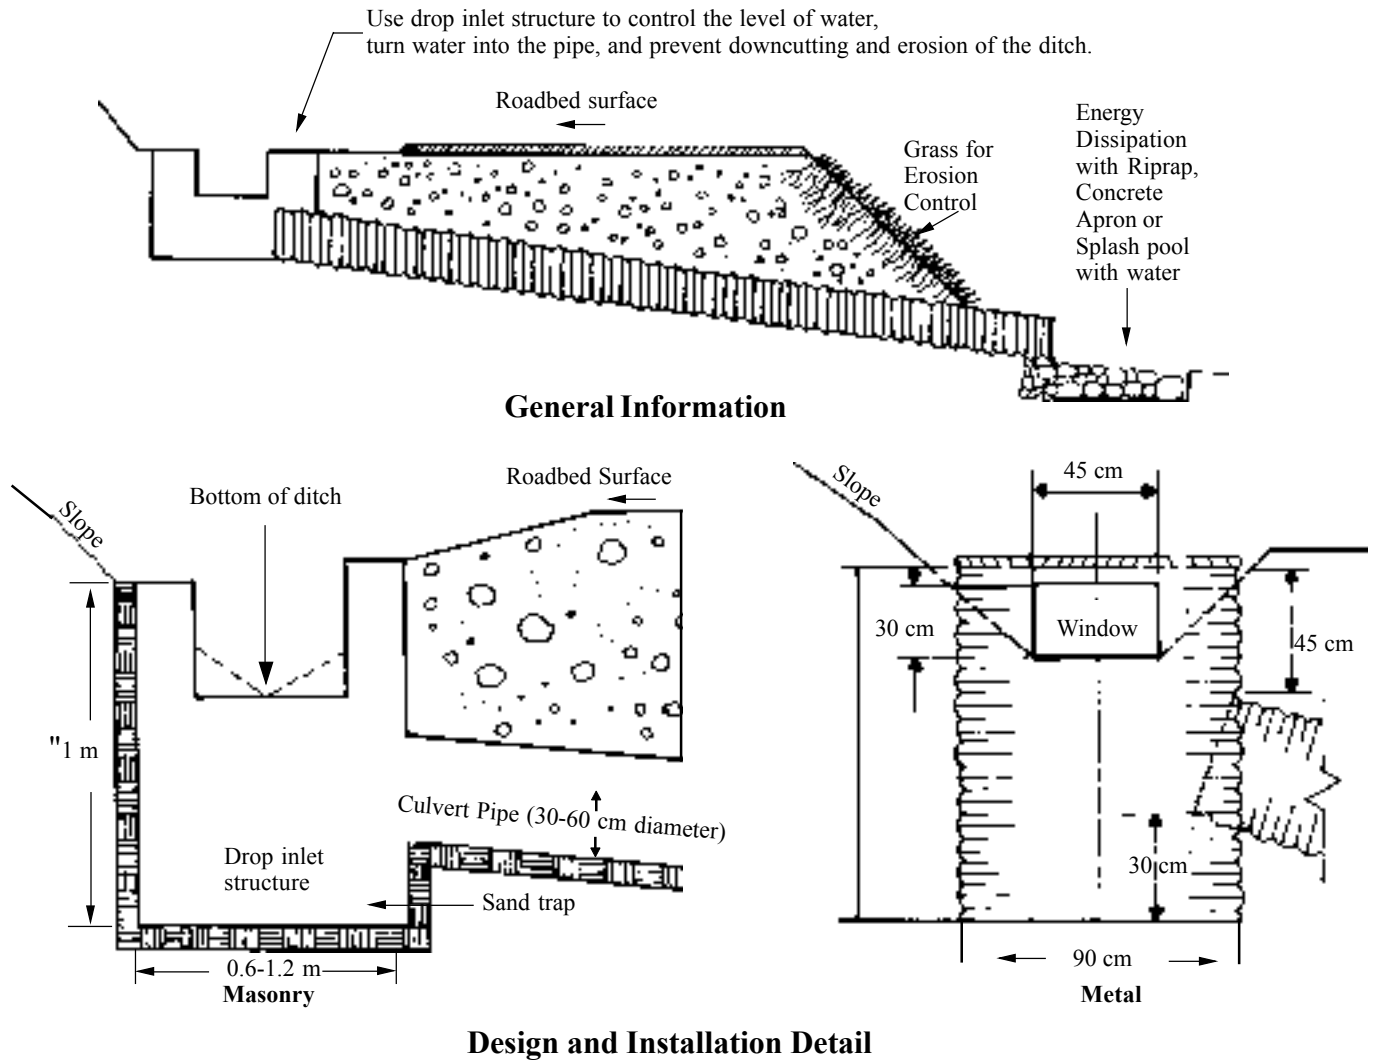 Use drop inlet structure to control the level of water,
turn water into the pipe, and prevent downcutting and erosion of the ditch.
Roadbed surface
Grass for
Erosion
Control
Energy
Dissipation
with Riprap,
Concrete
Apron or
Splash pool
with water
General Information
Slope
Bottom of ditch
Roadbed Surface
"1 m
Culvert Pipe (30-60 cm diameter)
Drop inlet
structure
Sand trap
0.6-1.2 m
Masonry
Slope
45 cm
30 cm
Window
45 cm
30 cm
90 cm
Metal
Design and Installation Detail